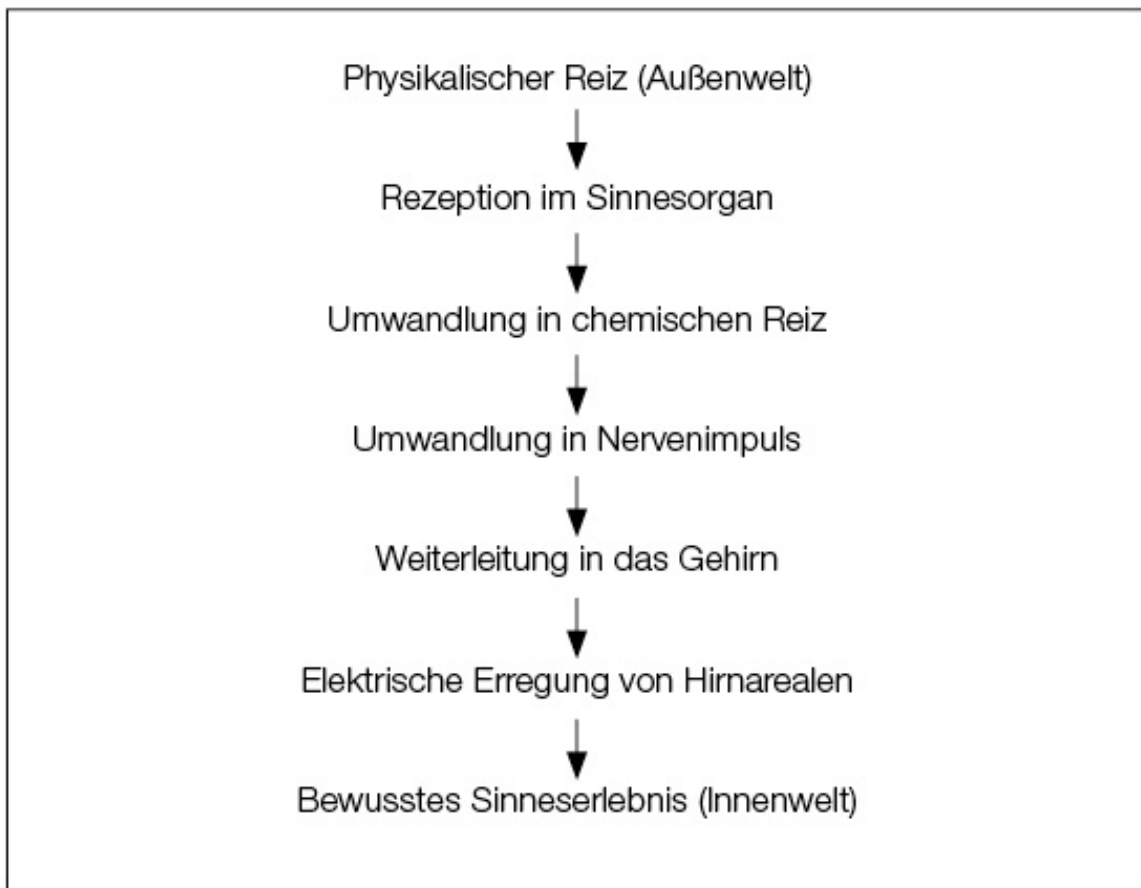 Physikalischer Reiz (Außenwelt)
Rezeption im Sinnesorgan
Umwandlung in chemischen Reiz
Umwandlung in Nervenimpuls
Weiterleitung in das Gehirn
Elektrische Erregung von Hirnarealen
Bewusstes Sinneserlebnis (Innenwelt)